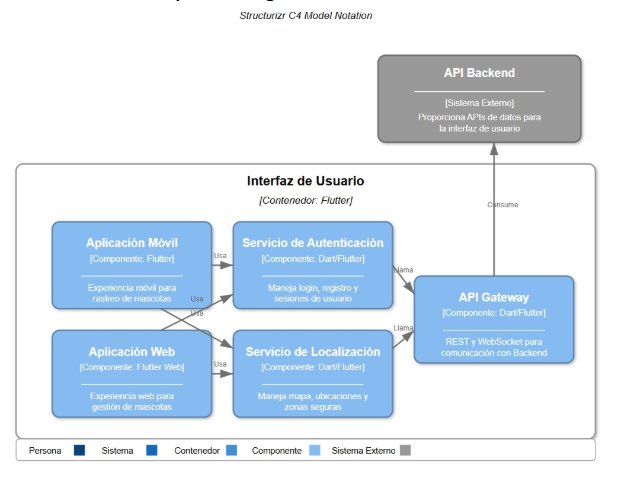 Structurizr C4 Model Notation
API Backend
[Sistema Externo]
Proporciona APIs de datos para
la interfaz de usuario
Consume
Interfaz de Usuario
[Contenedor: Flutter]
Aplicación Móvil
[Componente: Flutter]
Experiencia móvil para
rastreo de mascotas
Usa
Servicio de Autenticación
[Componente: Dart/Flutter]
Maneja login, registro y
sesiones de usuario
Llama
Usa
Usa
API Gateway
[Componente: Dart/Flutter]
REST y WebSocket para
comunicación con Backend
Aplicación Web
[Componente: Flutter Web]
Experiencia web para
gestión de mascotas
Usa
Servicio de Localización
[Componente: Dart/Flutter]
Maneja mapa, ubicaciones y
zonas seguras
Llama
Persona Sistema Contenedor Componente Sistema Externo